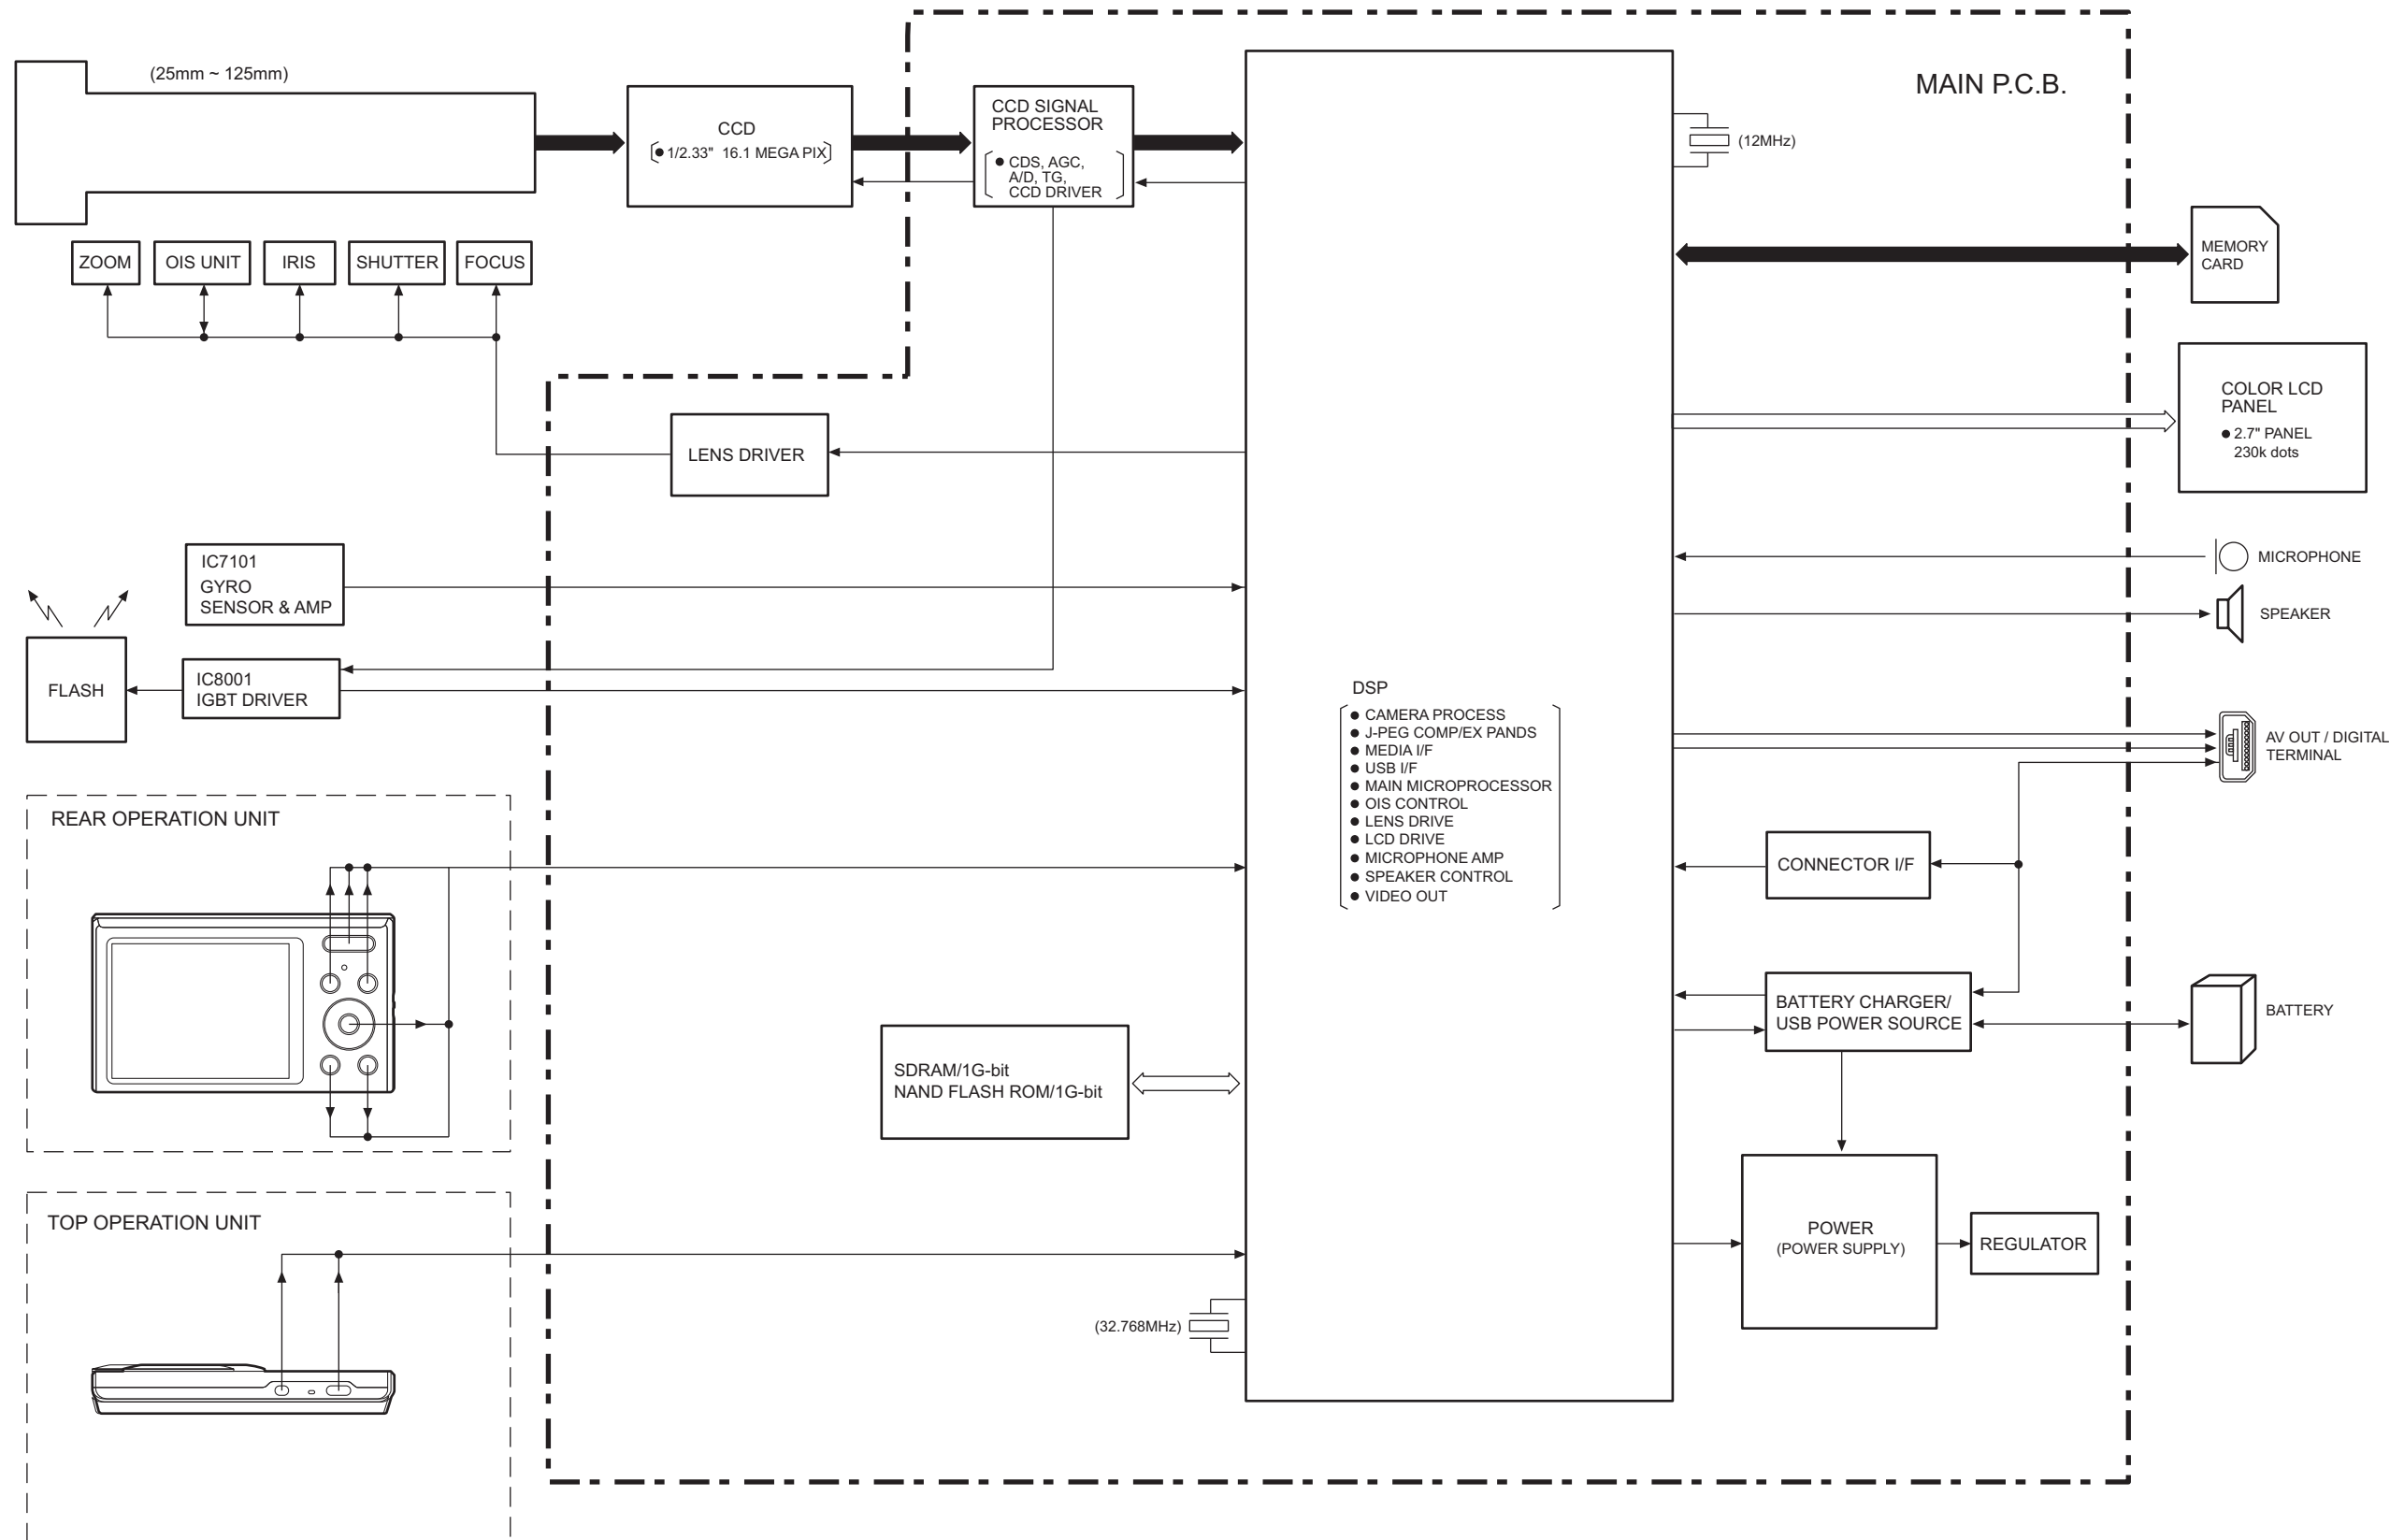 (25mm ~ 125mm)
CCD
● 1/2.33" 16.1 MEGA PIX
CCD SIGNAL
PROCESSOR
● CDS, AGC,
A/D, TG,
CCD DRIVER
MAIN P.C.B.
(12MHz)
ZOOM
OIS UNIT
IRIS
SHUTTER
FOCUS
MEMORY
CARD
COLOR LCD
PANEL
● 2.7" PANEL
230k dots
LENS DRIVER
IC7101
GYRO
SENSOR & AMP
MICROPHONE
SPEAKER
FLASH
IC8001
IGBT DRIVER
DSP
● CAMERA PROCESS
● J-PEG COMP/EX PANDS
● MEDIA I/F
● USB I/F
● MAIN MICROPROCESSOR
● OIS CONTROL
● LENS DRIVE
● LCD DRIVE
● MICROPHONE AMP
● SPEAKER CONTROL
● VIDEO OUT
AV OUT / DIGITAL
TERMINAL
REAR OPERATION UNIT
CONNECTOR I/F
BATTERY CHARGER/
USB POWER SOURCE
BATTERY
SDRAM/1G-bit
NAND FLASH ROM/1G-bit
TOP OPERATION UNIT
POWER
(POWER SUPPLY)
REGULATOR
(32.768MHz)